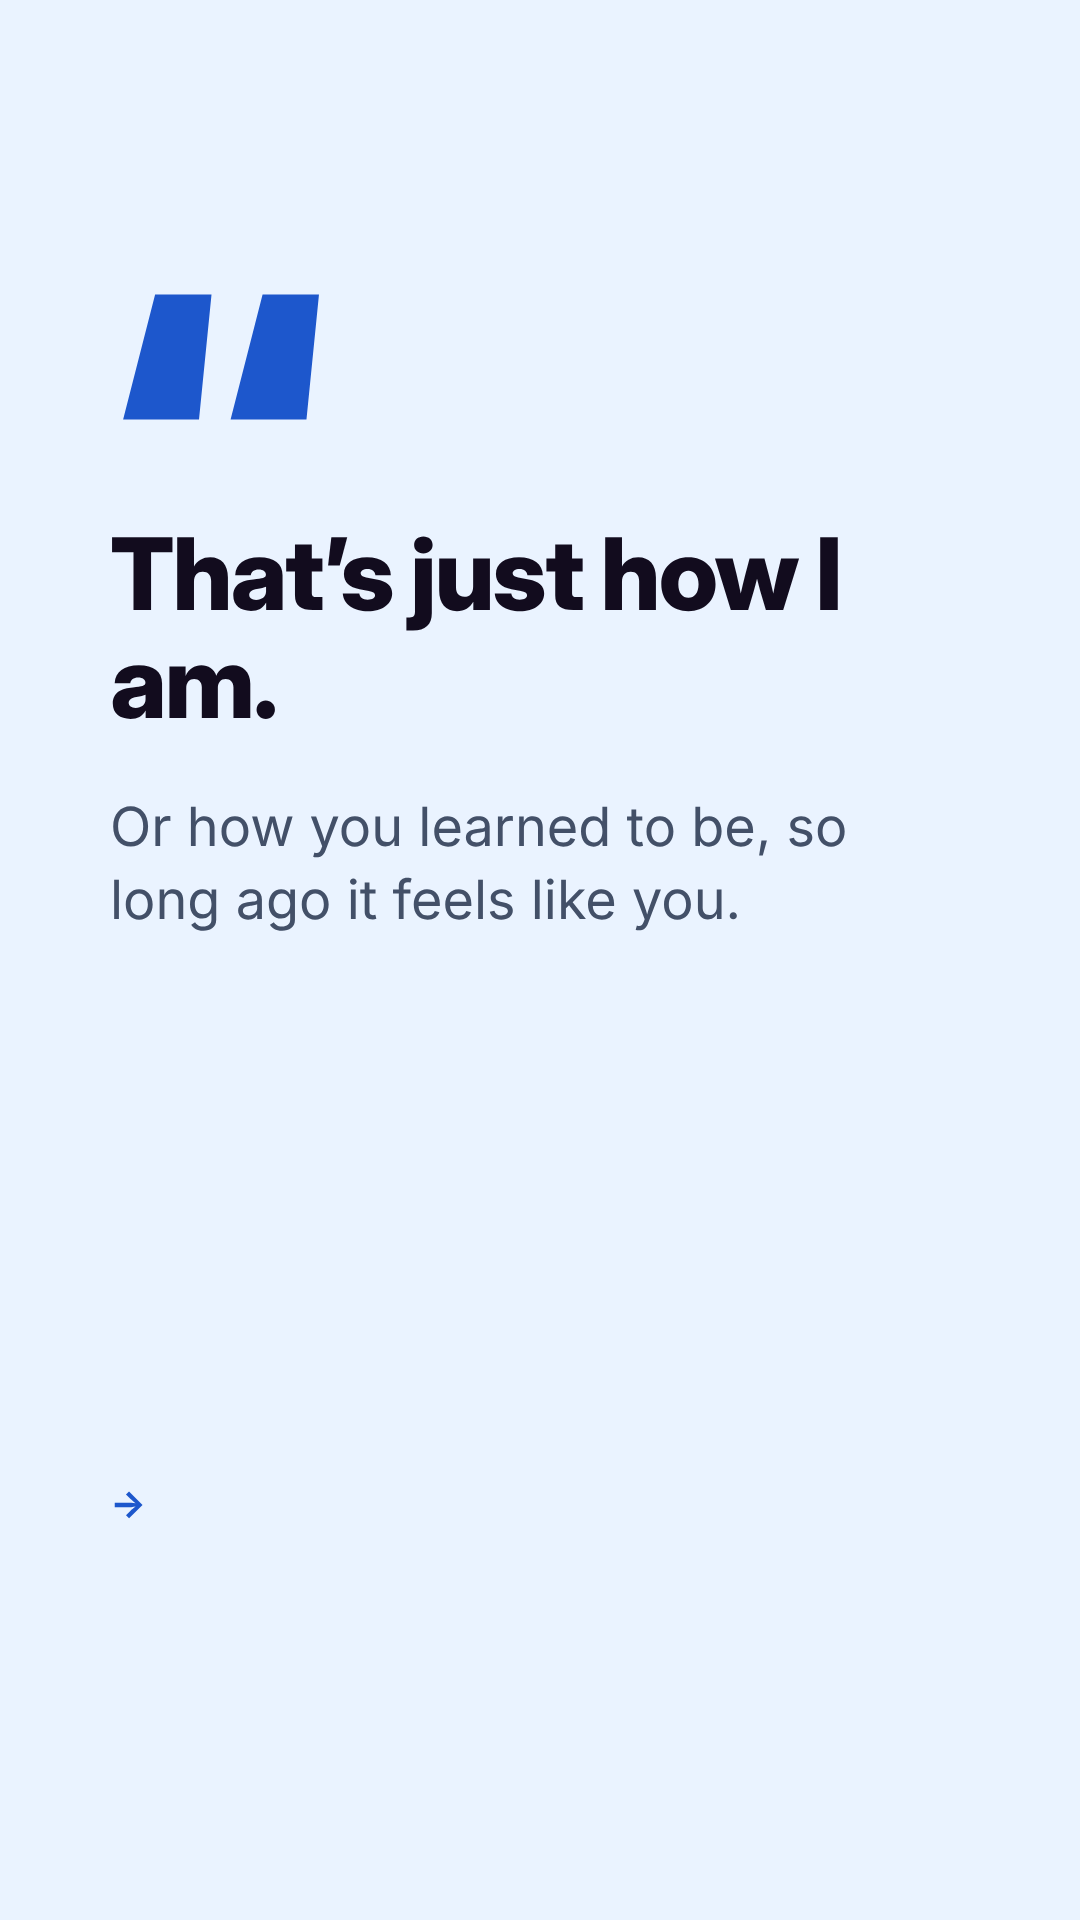 “
That’s just how I
am.
Or how you learned to be, so
long ago it feels like you.
→